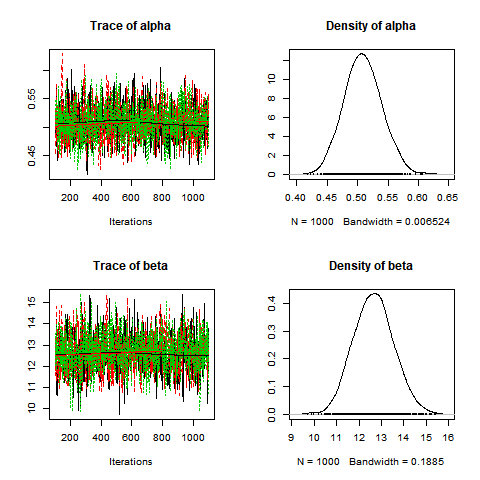 Trace of alpha
0.45 0.55
200 400 600 800 1000
Iterations
Density of alpha
0 2 4 6 8 10
0.40 0.45 0.50 0.55 0.60 0.65
N = 1000 Bandwidth = 0.006524
Trace of beta
10 11 12 13 14 15
200 400 600 800 1000
Iterations
Density of beta
0.0 0.1 0.2 0.3 0.4
9 10 11 12 13 14 15 16
N = 1000 Bandwidth = 0.1885